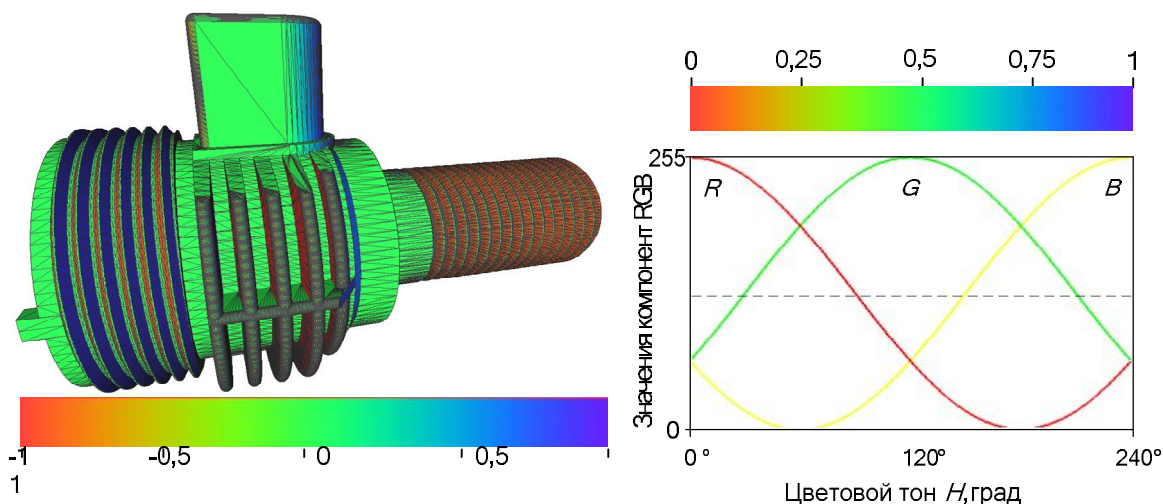 0 0,25 0,5 0,75 1
255
R G B
Значения компонент RGB
0
0° 120° 240°
Цветовой тон H, град
-1 -0,5 0 0,5
1